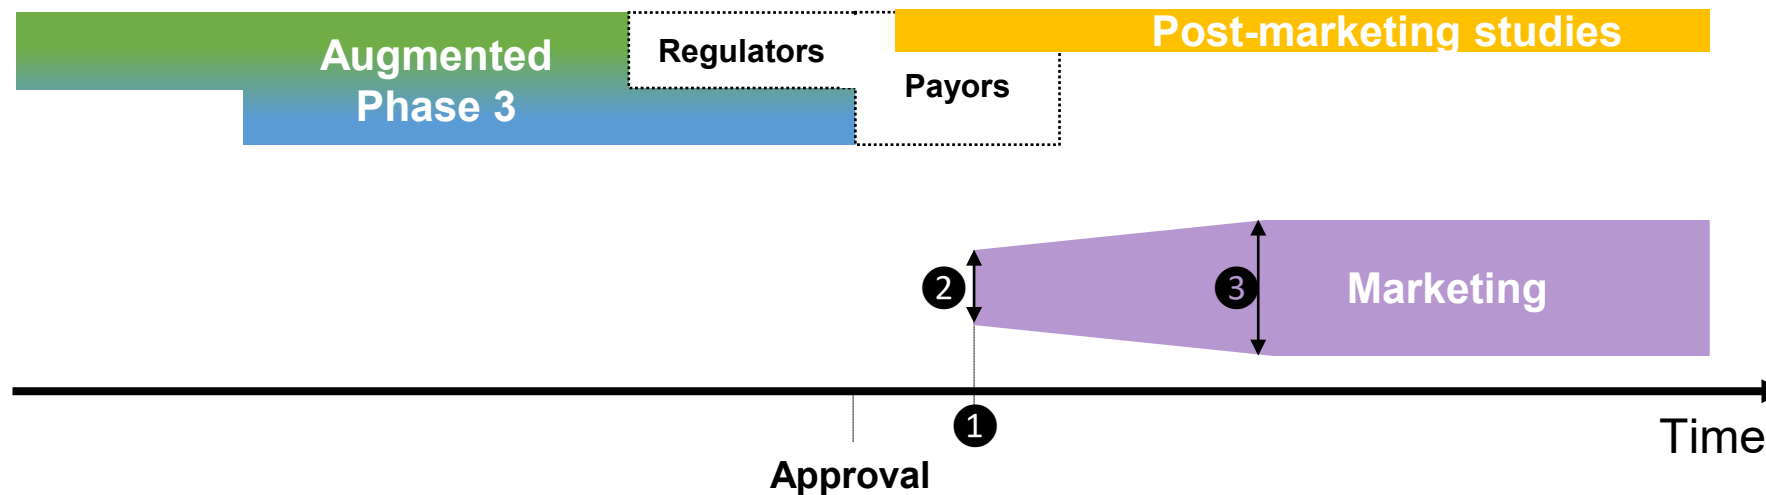 Augmented
Phase 3
Regulators
Payors
Post-marketing studies
2
3
Marketing
1
Time
Approval